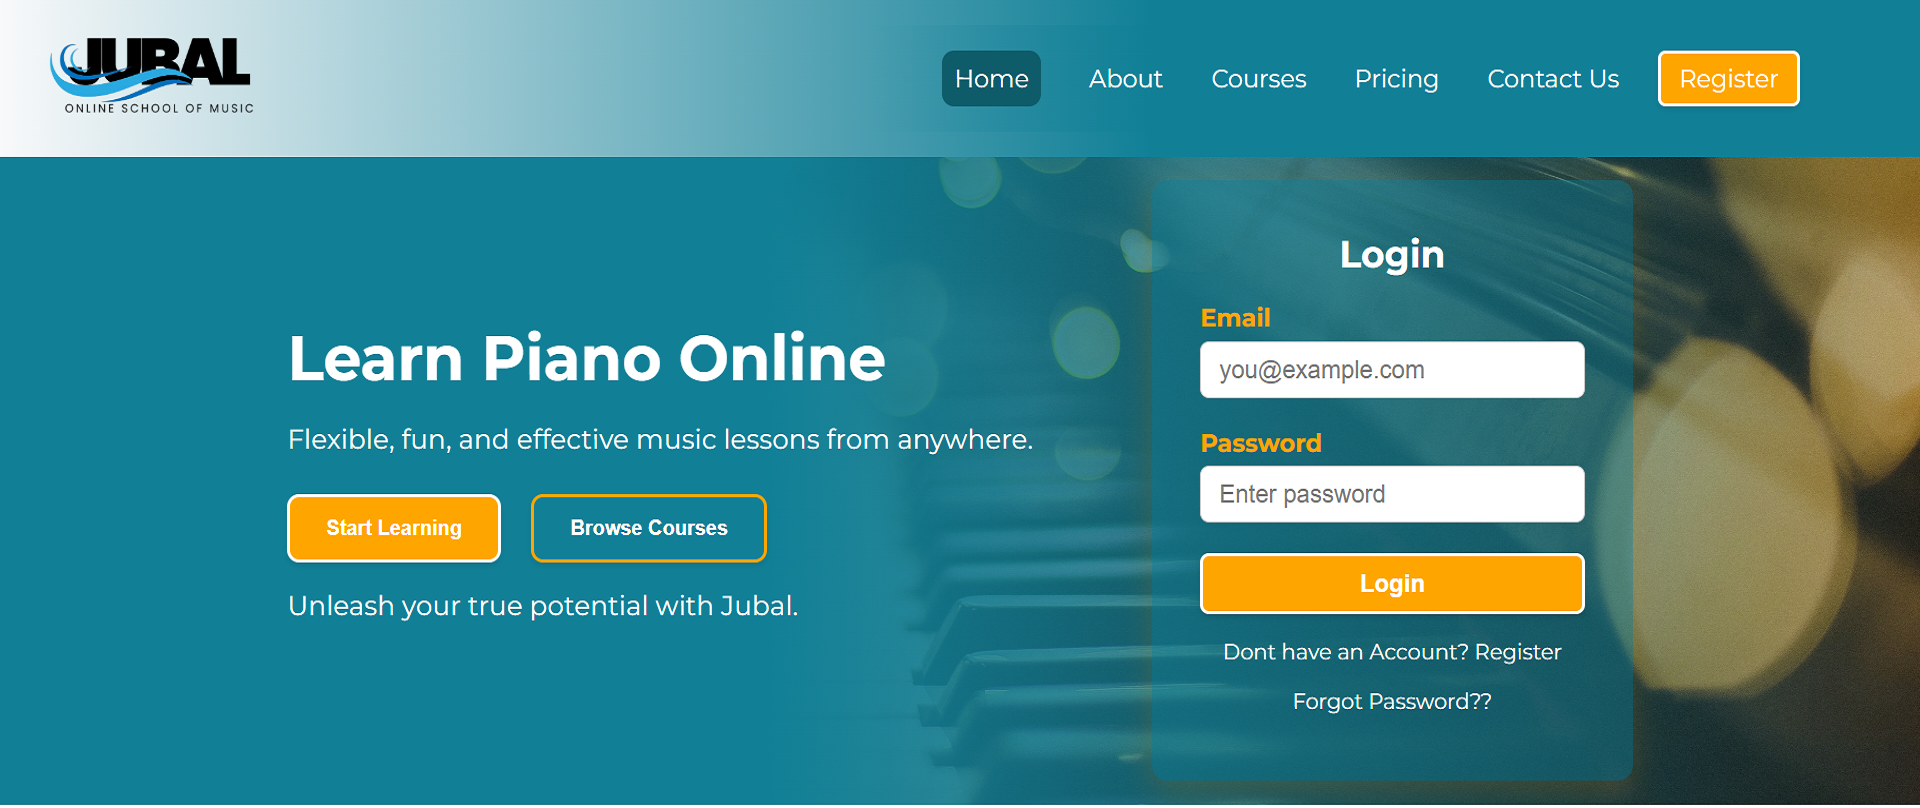 JUBAL
ONLINE SCHOOL OF MUSIC
Home
About
Courses
Pricing
Contact Us
Register
Learn Piano Online
Flexible, fun, and effective music lessons from anywhere.
Start Learning
Browse Courses
Unleash your true potential with Jubal.
Login
Email
you@example.com
Password
Enter password
Login
Dont have an Account? Register
Forgot Password??